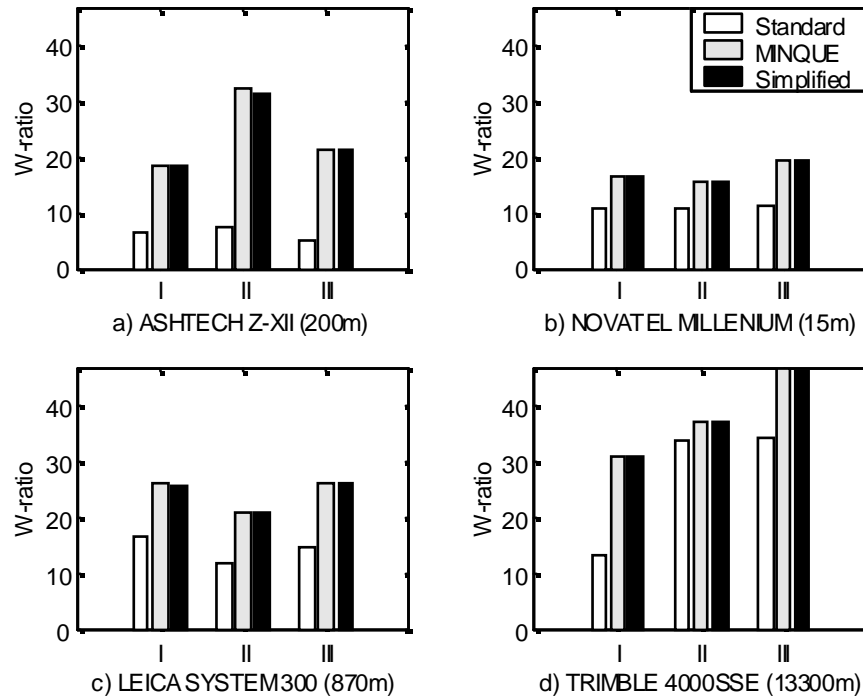 40
30
20
10
0
W-ratio
I II III
a) ASHTECH Z-XII (200m)
40
30
20
10
0
W-ratio
Standard
MINQUE
Simplified
I II III
b) NOVATEL MILLENIUM (15m)
40
30
20
10
0
W-ratio
I II III
c) LEICA SYSTEM 300 (870m)
40
30
20
10
0
W-ratio
I II III
d) TRIMBLE 4000SSE (13300m)